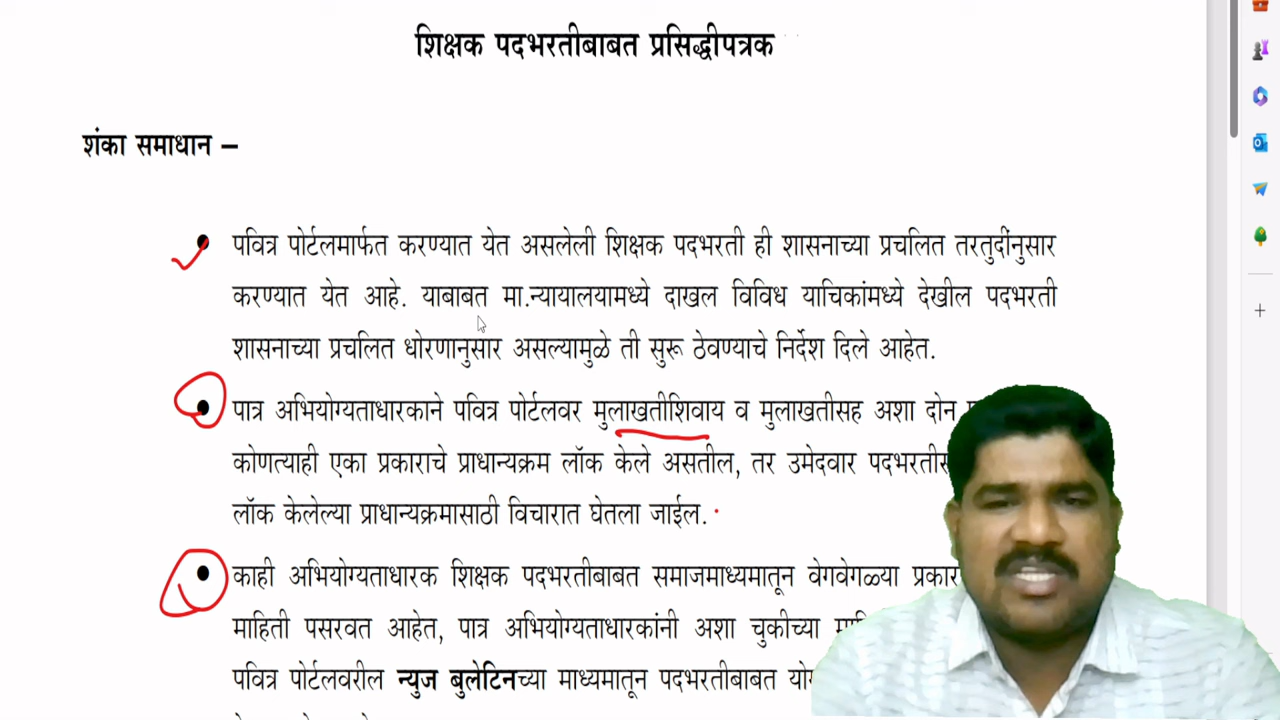 शिक्षक पदभरतीबाबत प्रसिद्धीपत्रक
शंका समाधान –
पवित्र पोर्टलमार्फत करण्यात येत असलेली शिक्षक पदभरती ही शासनाच्या प्रचलित तरतुदींनुसार
करण्यात येत आहे. याबाबत मा.न्यायालयामध्ये दाखल विविध याचिकांमध्ये देखील पदभरती
शासनाच्या प्रचलित धोरणानुसार असल्यामुळे ती सुरू ठेवण्याचे निर्देश दिले आहेत.
पात्र अभियोग्यताधारकाने पवित्र पोर्टलवर मुलाखतीशिवाय व मुलाखतीसह अशा दोन
कोणत्याही एका प्रकाराचे प्राधान्यक्रम लॉक केले असतील, तर उमेदवार
लॉक केलेल्या प्राधान्यक्रमासाठी विचारात घेतला जाईल.
काही अभियोग्यताधारक शिक्षक पदभरतीबाबत समाजमाध्यमातून वेगवेगळ्या
माहिती पसरवत आहेत, पात्र अभियोग्यताधारकांनी अशा चुकीच्या
पवित्र पोर्टलवरील न्युज बुलेटिनच्या माध्यमातून पदभरतीबाबत